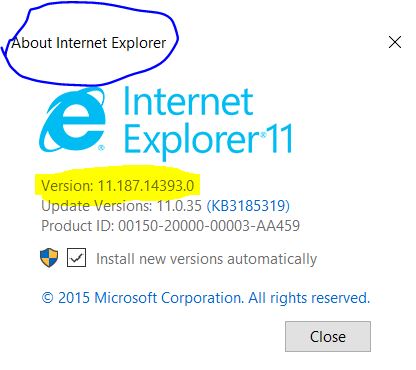 About Internet Explorer
Internet
Explorer®11
Version: 11.187.14393.0
Update Versions: 11.0.35 (KB3185319)
Product ID: 00150-20000-00003-AA459
Install new versions automatically
© 2015 Microsoft Corporation. All rights reserved.
Close